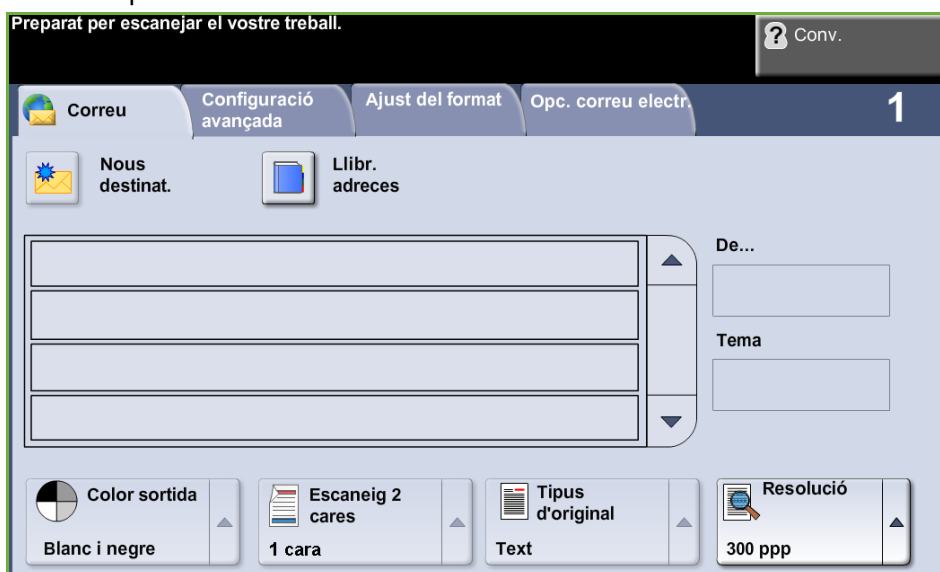 Preparat per escanejar el vostre treball.
? Conv.
Correu
Configuració
avançada
Ajust del format
Opc. correu electr.
1
Nous
destinat.
Llibr.
adreces
De...
Tema
Color sortida
Blanc i negre
Escaneig 2
cares
1 cara
Tipus
d'original
Text
Resolució
300 ppp